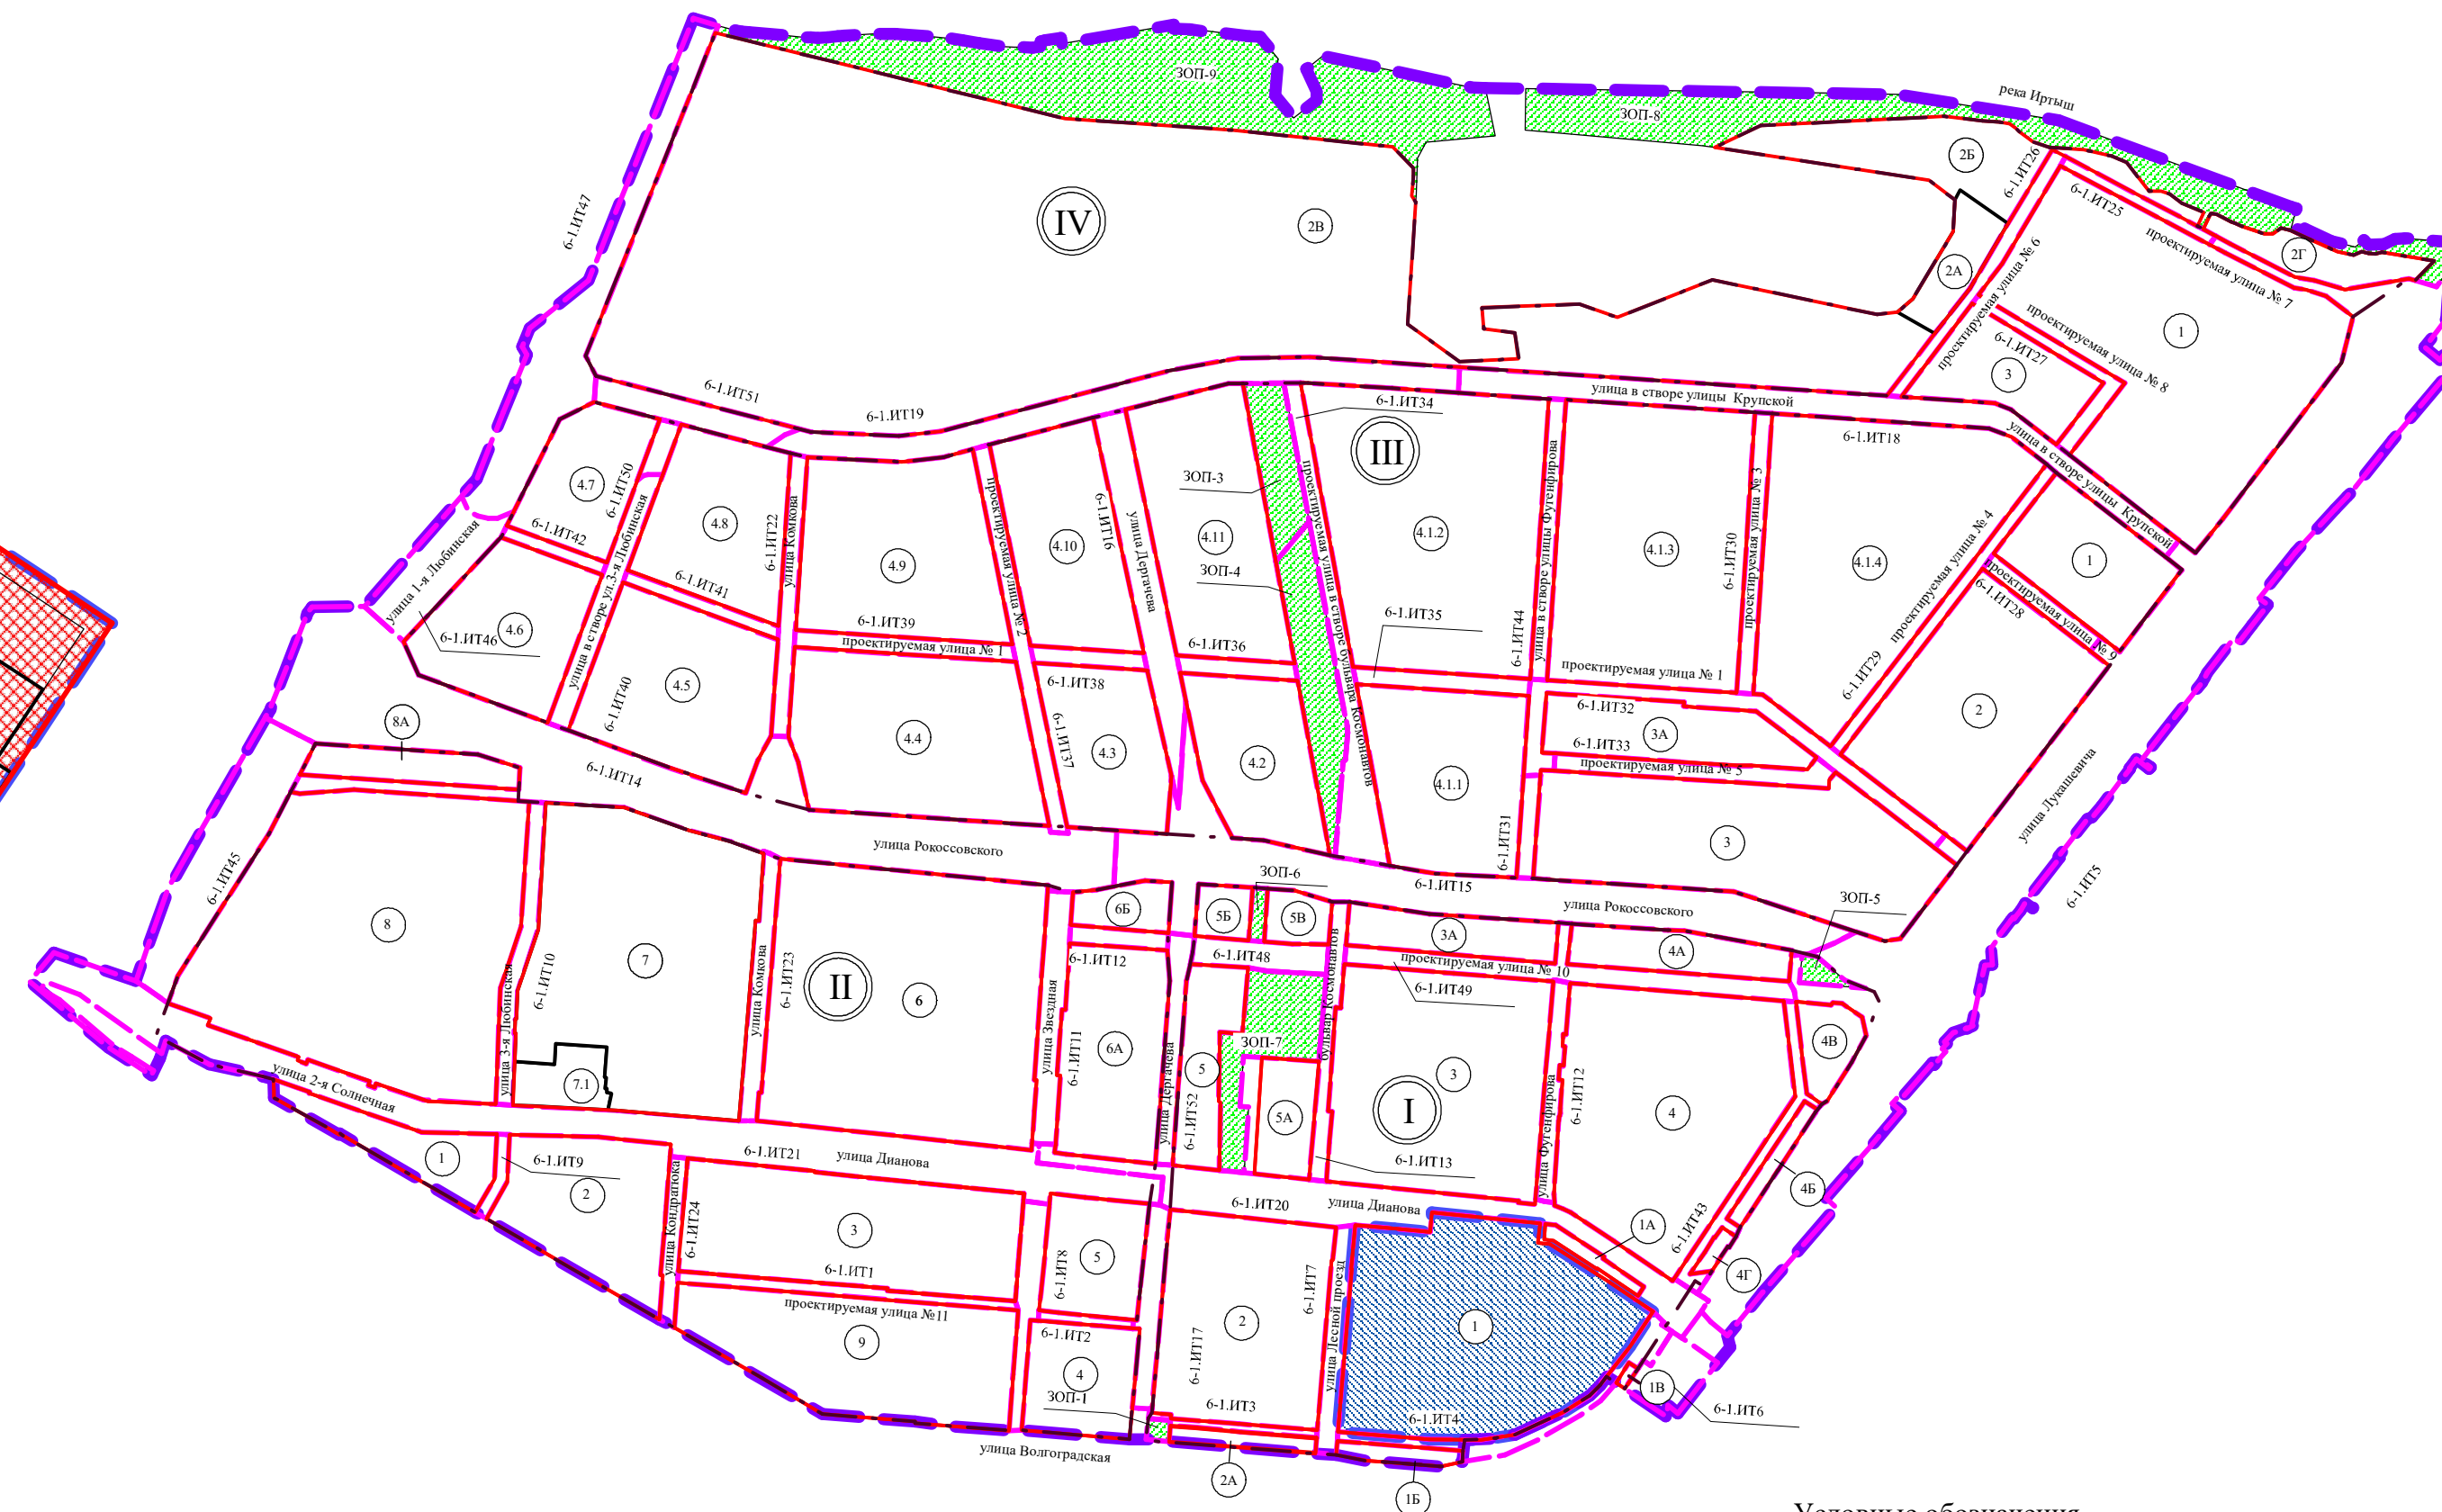 ЗОП-9
река Иртыш
ЗОП-8
2Б
6-1.ИТ26
6-1.ИТ25
6-1.ИТ47
IV
2В
проектируемая улица № 6
проектируемая улица № 7
2Г
2А
проектируемая улица № 8
1
6-1.ИТ27
3
6-1.ИТ51
6-1.ИТ19
6-1.ИТ34
улица в створе улицы Крупской
III
6-1.ИТ18
улица в створе улицы Крупской
4.7
6-1.ИТ50
ЗОП-3
4.8
6-1.ИТ22
улица Комкова
проектируемая улица № 2
6-1.ИТ16
улица Дергачева
4.11
проектируемая улица в створе бульвара Космонавтов
4.1.2
улица в створе улицы Фугенфирова
4.1.3
6-1.ИТ30
проектируемая улица № 3
4.1.4
проектируемая улица № 4
1
6-1.ИТ42
улица 1-я Любинская
улица в створе ул.3-я Любинская
4.9
4.10
ЗОП-4
6-1.ИТ41
проектируемая улица № 9
6-1.ИТ28
4.6
6-1.ИТ46
6-1.ИТ39
проектируемая улица № 1
6-1.ИТ36
6-1.ИТ35
6-1.ИТ44
проектируемая улица № 1
6-1.ИТ29
4.5
6-1.ИТ40
6-1.ИТ38
6-1.ИТ32
2
8А
4.4
6-1.ИТ37
4.3
4.2
3А
6-1.ИТ33
проектируемая улица № 5
6-1.ИТ14
4.1.1
улица Лукашевича
6-1.ИТ31
3
улица Рокоссовского
6-1.ИТ45
ЗОП-6
6-1.ИТ15
6-1.ИТ5
ЗОП-5
улица Рокоссовского
8
6Б
5Б
5В
3А
4А
7
6-1.ИТ10
улица 3-я Любинская
улица Комкова
6-1.ИТ23
II
6
6-1.ИТ12
6-1.ИТ48
проектируемая улица № 10
6-1.ИТ49
улица Звездная
6-1.ИТ11
6А
бульвар Космонавтов
ЗОП-7
4В
7.1
улица 2-я Солнечная
улица Дергачева
5
6-1.ИТ52
5А
3
I
6-1.ИТ12
улица Фугенфирова
4
1
6-1.ИТ9
2
6-1.ИТ21
улица Дианова
6-1.ИТ13
4Б
улица Кондратюка
6-1.ИТ24
3
6-1.ИТ20
улица Дианова
1А
6-1.ИТ43
6-1.ИТ8
5
6-1.ИТ1
6-1.ИТ7
4Г
проектируемая улица №11
9
6-1.ИТ2
6-1.ИТ17
2
улица Лесной проезд
1
4
ЗОП-1
6-1.ИТ3
6-1.ИТ4
1В
6-1.ИТ6
улица Волгоградская
2А
1Б
Условные обозначения